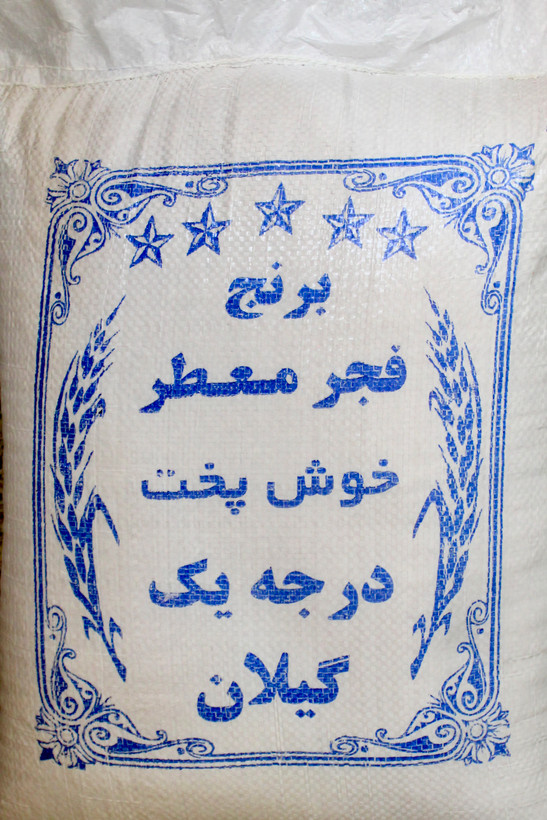 برنج
فجر معطر
خوش پخت
درجه یک
گیلان